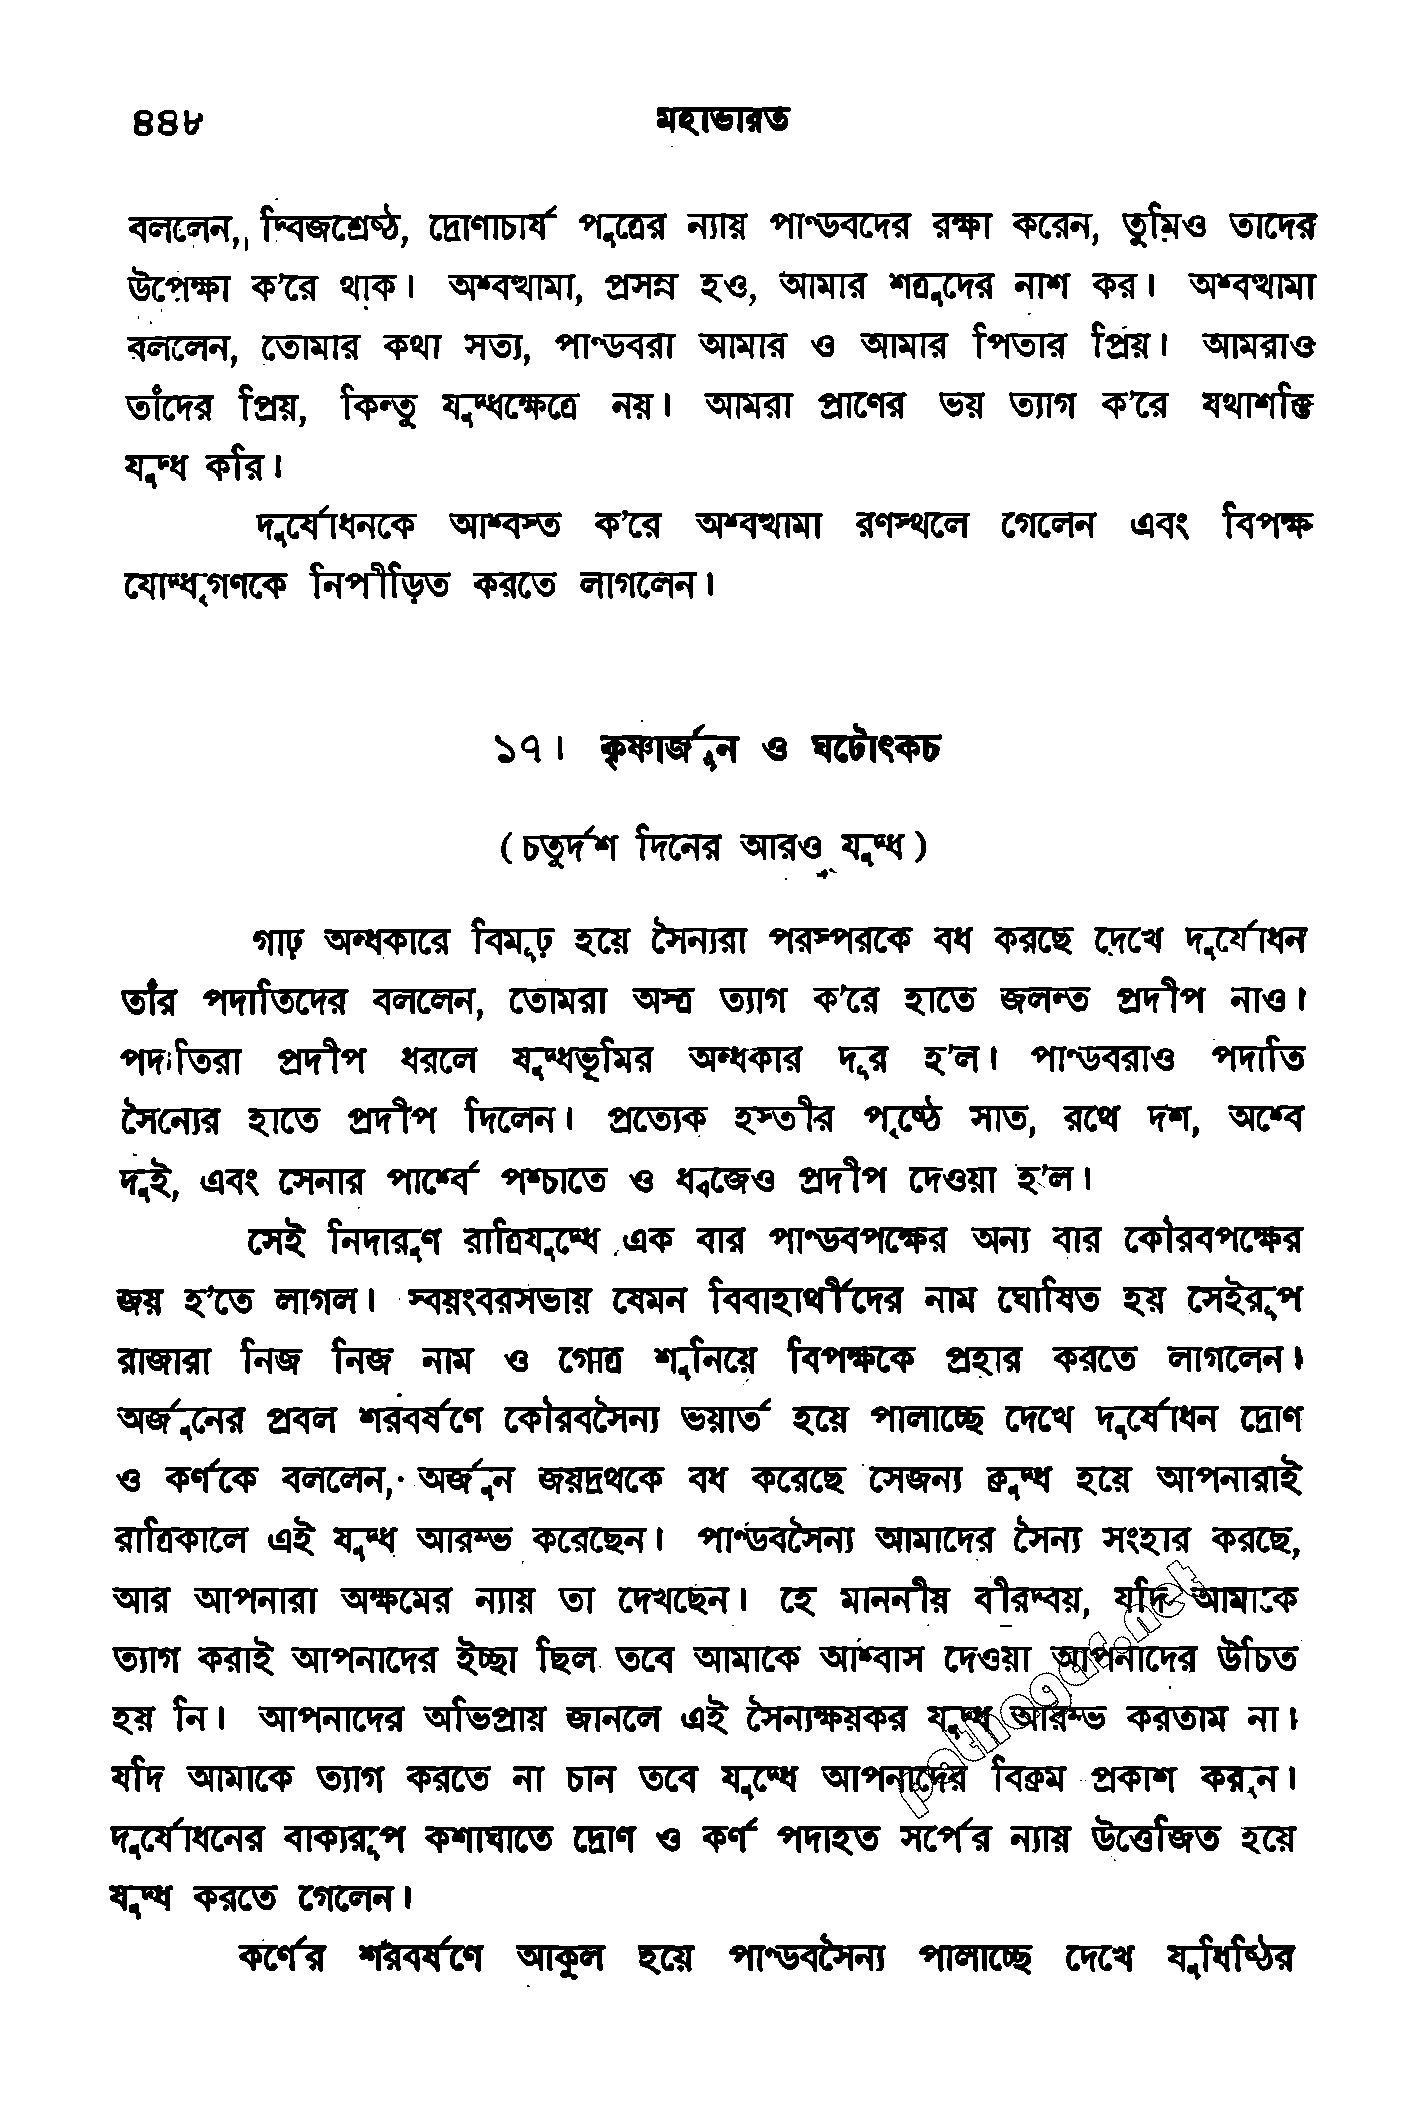 ৪৪৮ মহাভারত
বললেন, দ্বিজশ্রেষ্ঠ, দ্রোণাচার্য পুত্রের ন্যায় পাণ্ডবদের রক্ষা করেন, তুমিও তাদের
উপেক্ষা ক'রে থাক। অশ্বত্থামা, প্রসন্ন হও, আমার শত্রুদের নাশ কর। অশ্বত্থামা
বললেন, তোমার কথা সত্য, পাণ্ডবরা আমার ও আমার পিতার প্রিয়। আমরাও
তাঁদের প্রিয়, কিন্তু যুদ্ধক্ষেত্রে নয়। আমরা প্রাণের ভয় ত্যাগ ক'রে যথাশক্তি
যুদ্ধ করি।
দুর্যোধনকে আশ্বস্ত ক'রে অশ্বত্থামা রণস্থলে গেলেন এবং বিপক্ষ
যোদ্ধৃগণকে নিপীড়িত করতে লাগলেন।
১৭। কৃষ্ণার্জুন ও ঘটোৎকচ
(চতুর্দশ দিনের আরও যুদ্ধ)
গাঢ় অন্ধকারে বিমূঢ় হয়ে সৈন্যরা পরস্পরকে বধ করছে দেখে দুর্যোধন
তাঁর পদাতিদের বললেন, তোমরা অস্ত্র ত্যাগ ক'রে হাতে জলন্ত প্রদীপ নাও।
পদাতিরা প্রদীপ ধরলে যুদ্ধভূমির অন্ধকার দূর হ'ল। পাণ্ডবরাও পদাতি
সৈন্যের হাতে প্রদীপ দিলেন। প্রত্যেক হস্তীর পৃষ্ঠে সাত, রথে দশ, অশ্বে
দুই, এবং সেনার পার্শ্বে পশ্চাতে ও ধ্বজেও প্রদীপ দেওয়া হ'ল।
সেই নিদারুণ রাত্রিযুদ্ধে এক বার পাণ্ডবপক্ষের অন্য বার কৌরবপক্ষের
জয় হ'তে লাগল। স্বয়ংবরসভায় যেমন বিবাহার্থীদের নাম ঘোষিত হয় সেইরূপ
রাজারা নিজ নিজ নাম ও গোত্র শুনিয়ে বিপক্ষকে প্রহার করতে লাগলেন।
অর্জুনের প্রবল শরবর্ষণে কৌরবসৈন্য ভয়ার্ত হয়ে পালাচ্ছে দেখে দুর্যোধন দ্রোণ
ও কর্ণকে বললেন, অর্জুন জয়দ্রথকে বধ করেছে সেজন্য ক্রুদ্ধ হয়ে আপনারাই
রাত্রিকালে এই যুদ্ধ আরম্ভ করেছেন। পাণ্ডবসৈন্য আমাদের সৈন্য সংহার করছে,
আর আপনারা অক্ষমের ন্যায় তা দেখছেন। হে মাননীয় বীরদ্বয়, যদি আমাকে
ত্যাগ করাই আপনাদের ইচ্ছা ছিল তবে আমাকে আশ্বাস দেওয়া আপনাদের উচিত
হয় নি। আপনাদের অভিপ্রায় জানলে এই সৈন্যক্ষয়কর যুদ্ধ আরম্ভ করতাম না।
যদি আমাকে ত্যাগ করতে না চান তবে যুদ্ধে আপনাদের বিক্রম প্রকাশ করুন।
দুর্যোধনের বাক্যরূপ কশাঘাতে দ্রোণ ও কর্ণ পদাহত সর্পের ন্যায় উত্তেজিত হয়ে
যুদ্ধ করতে গেলেন।
কর্ণের শরবর্ষণে আকুল হয়ে পাণ্ডবসৈন্য পালাচ্ছে দেখে যুধিষ্ঠির
pathagar.net